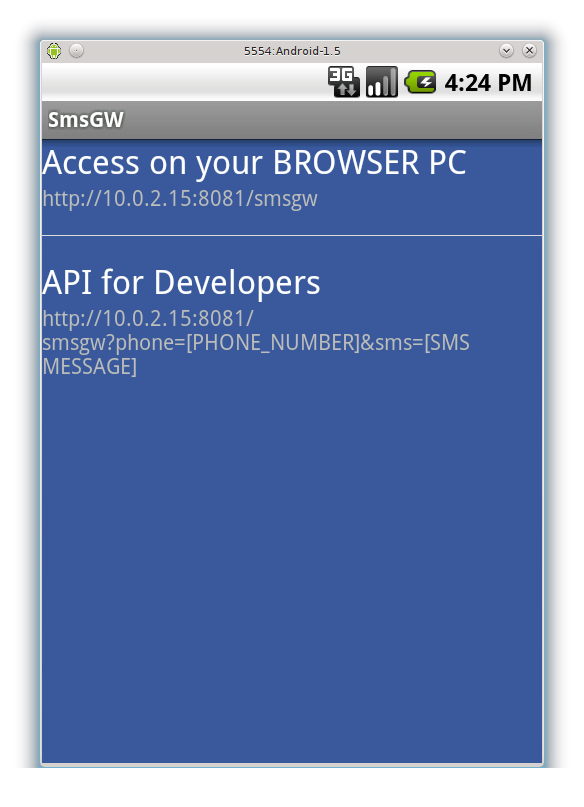 5554:Android-1.5
3G 4:24 PM
SmsGW
Access on your BROWSER PC
http://10.0.2.15:8081/smsgw
API for Developers
http://10.0.2.15:8081/
smsgw?phone=[PHONE_NUMBER]&sms=[SMS
MESSAGE]